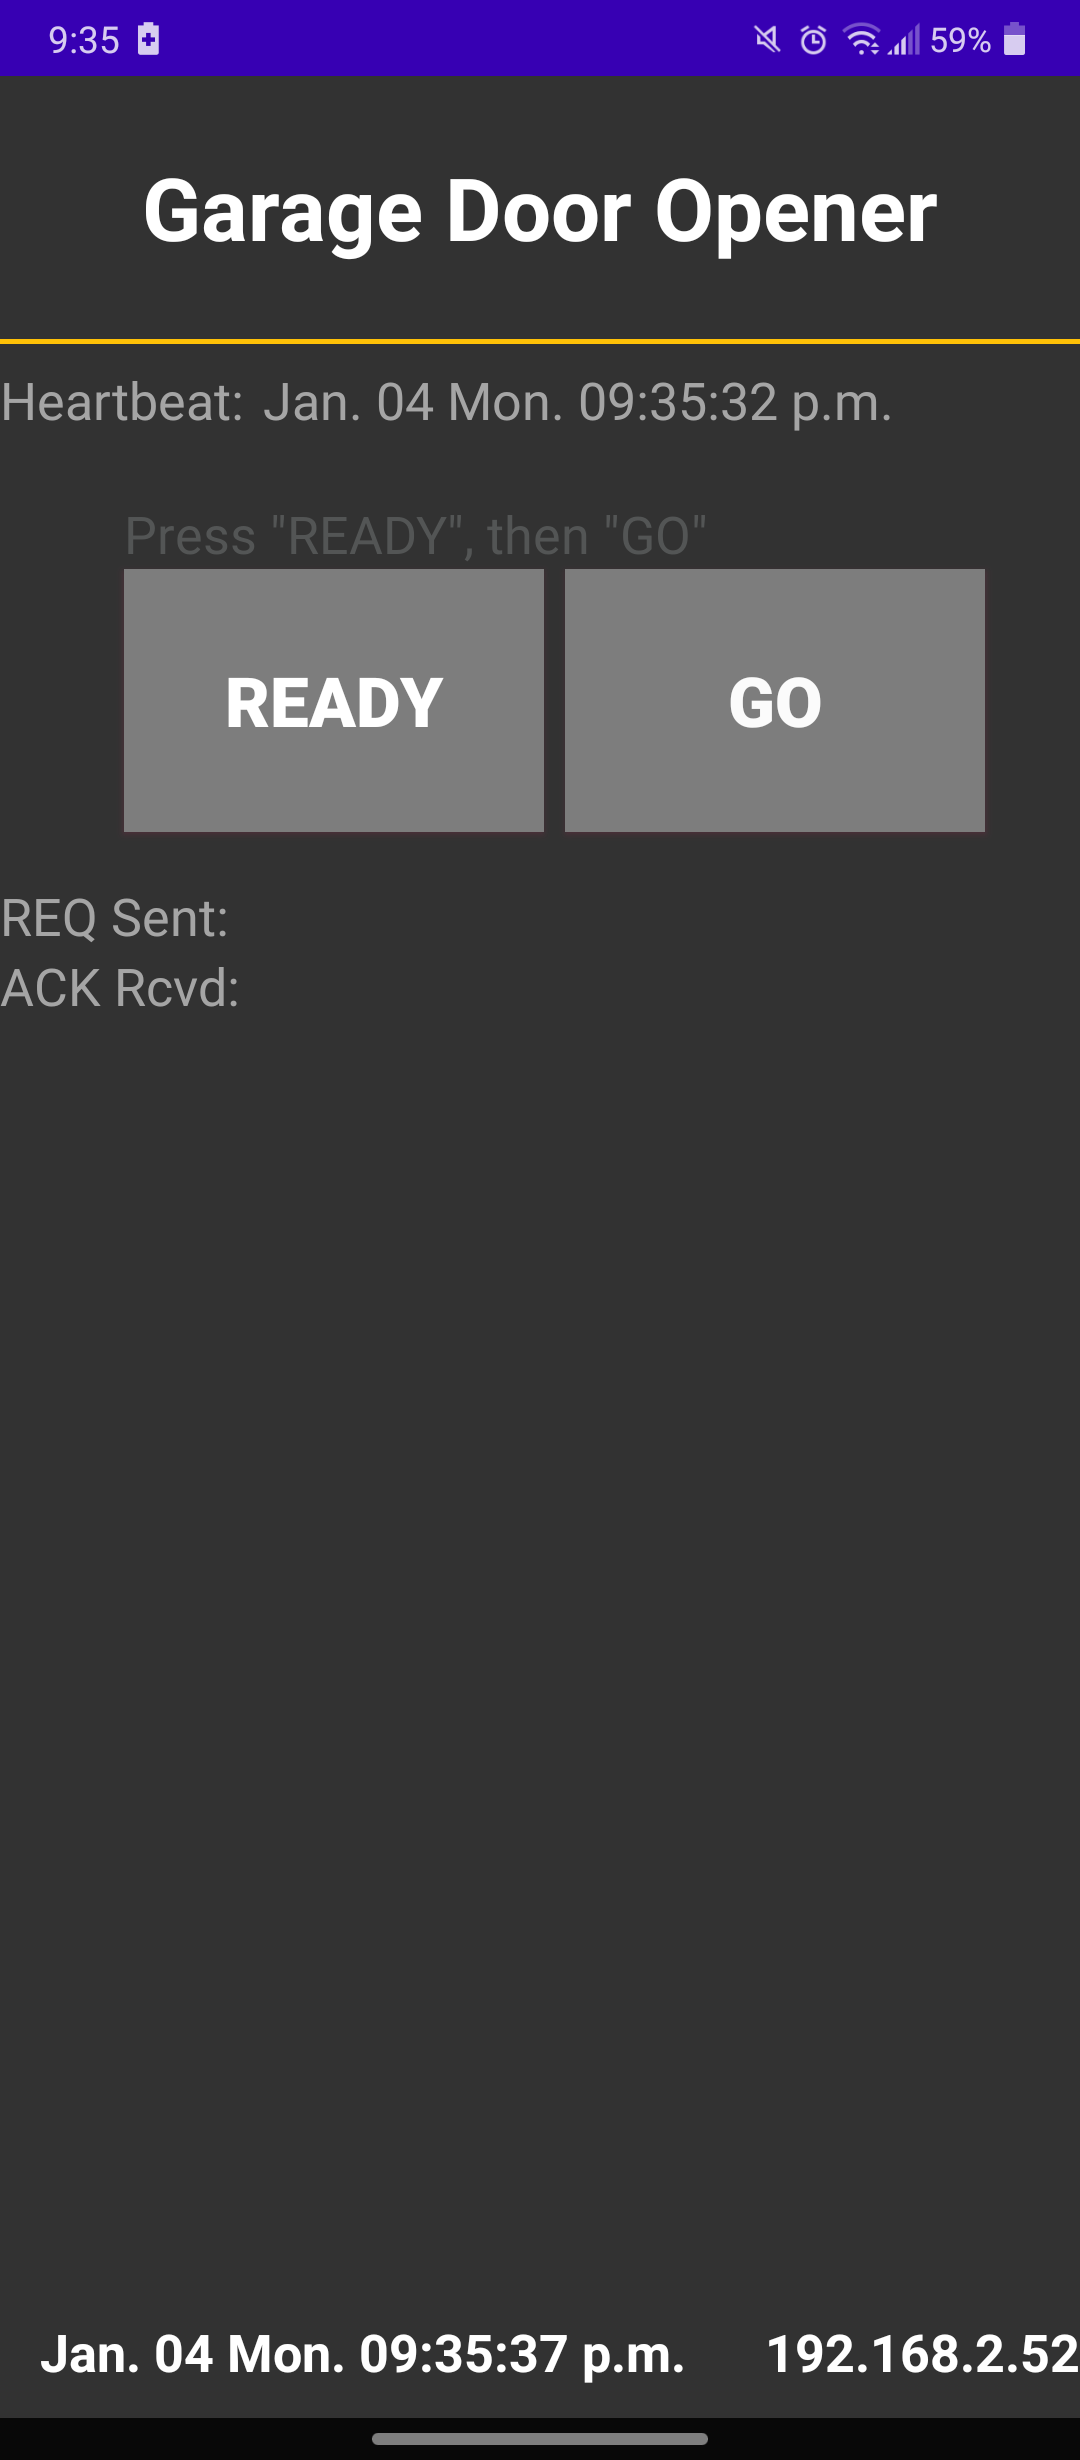 9:35 59%
Garage Door Opener
Heartbeat: Jan. 04 Mon. 09:35:32 p.m.
Press "READY", then "GO"
READY GO
REQ Sent:
ACK Rcvd:
Jan. 04 Mon. 09:35:37 p.m. 192.168.2.52